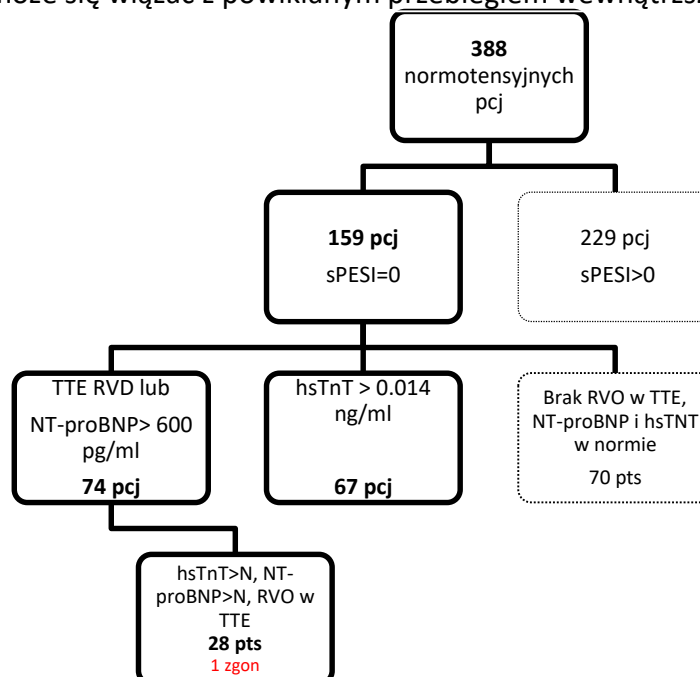 może się wiązać z powikłanym przebiegiem
388
normotensyjnych
pcj
159 pcj
sPESI=0
229 pcj
sPESI>0
TTE RVD lub
NT-proBNP> 600
pg/ml
74 pcj
hsTnT > 0.014
ng/ml
67 pcj
Brak RVO w TTE,
NT-proBNP i hsTNT
w normie
70 pts
hsTnT>N, NT-
proBNP>N, RVO w
TTE
28 pts
1 zgon